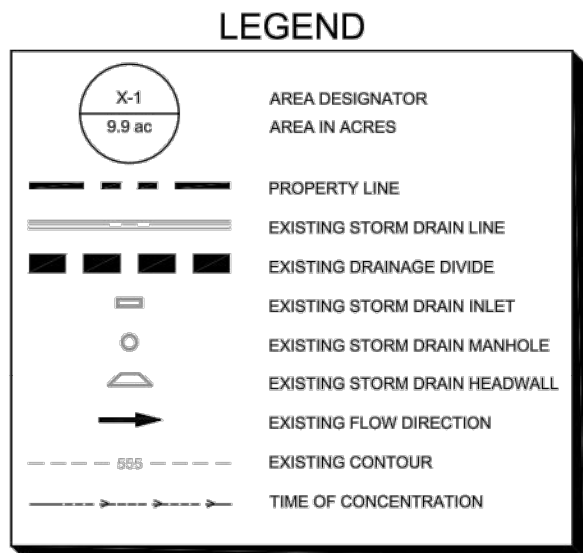 LEGEND
X-1
9.9 ac
AREA DESIGNATOR
AREA IN ACRES
PROPERTY LINE
EXISTING STORM DRAIN LINE
EXISTING DRAINAGE DIVIDE
EXISTING STORM DRAIN INLET
EXISTING STORM DRAIN MANHOLE
EXISTING STORM DRAIN HEADWALL
EXISTING FLOW DIRECTION
555 EXISTING CONTOUR
TIME OF CONCENTRATION